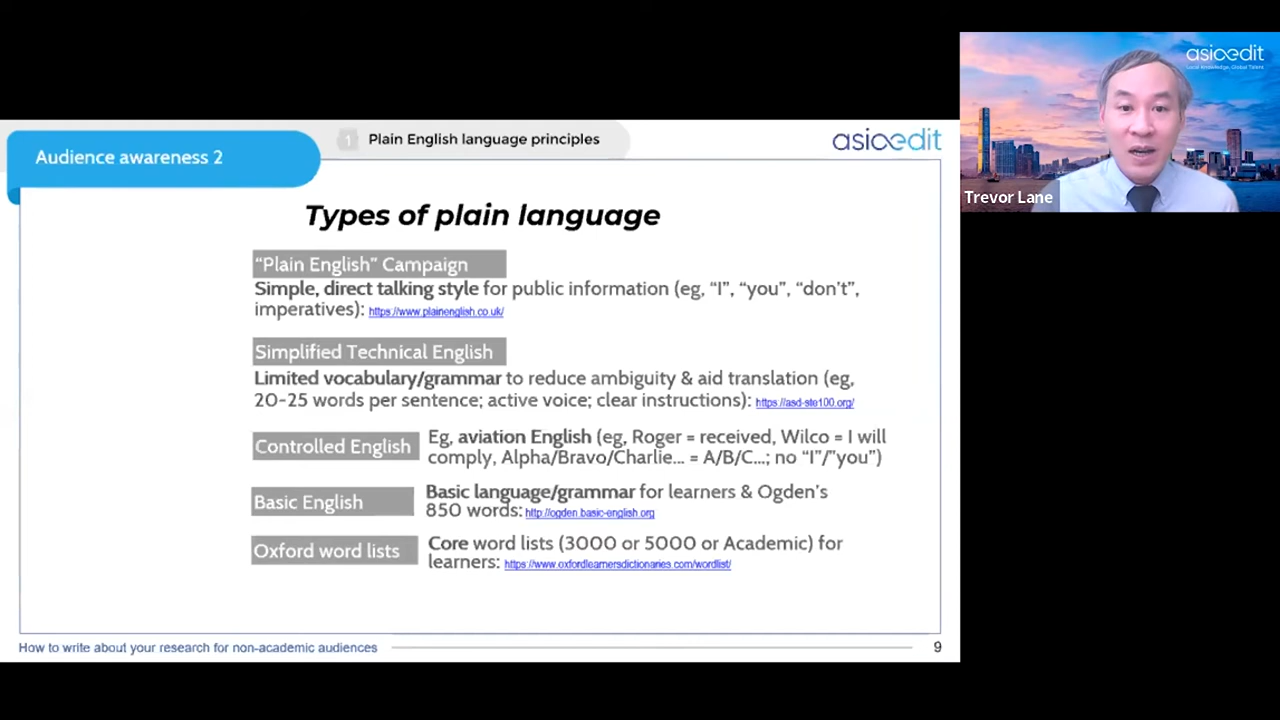 asiaedit
Local Knowledge, Global Talent
Trevor Lane
Audience awareness 2
1 Plain English language principles
asiaedit
Types of plain language
“Plain English” Campaign
Simple, direct talking style for public information (eg, “I”, “you”, “don’t”,
imperatives): https://www.plainenglish.co.uk/
Simplified Technical English
Limited vocabulary/grammar to reduce ambiguity & aid translation (eg,
20-25 words per sentence; active voice; clear instructions): https://asd-ste100.org/
Controlled English
Eg, aviation English (eg, Roger = received, Wilco = I will
comply, Alpha/Bravo/Charlie... = A/B/C...; no “I”/”you”)
Basic English
Basic language/grammar for learners & Ogden’s
850 words: http://ogden.basic-english.org
Oxford word lists
Core word lists (3000 or 5000 or Academic) for
learners: https://www.oxfordlearnersdictionaries.com/wordlist/
How to write about your research for non-academic audiences
9